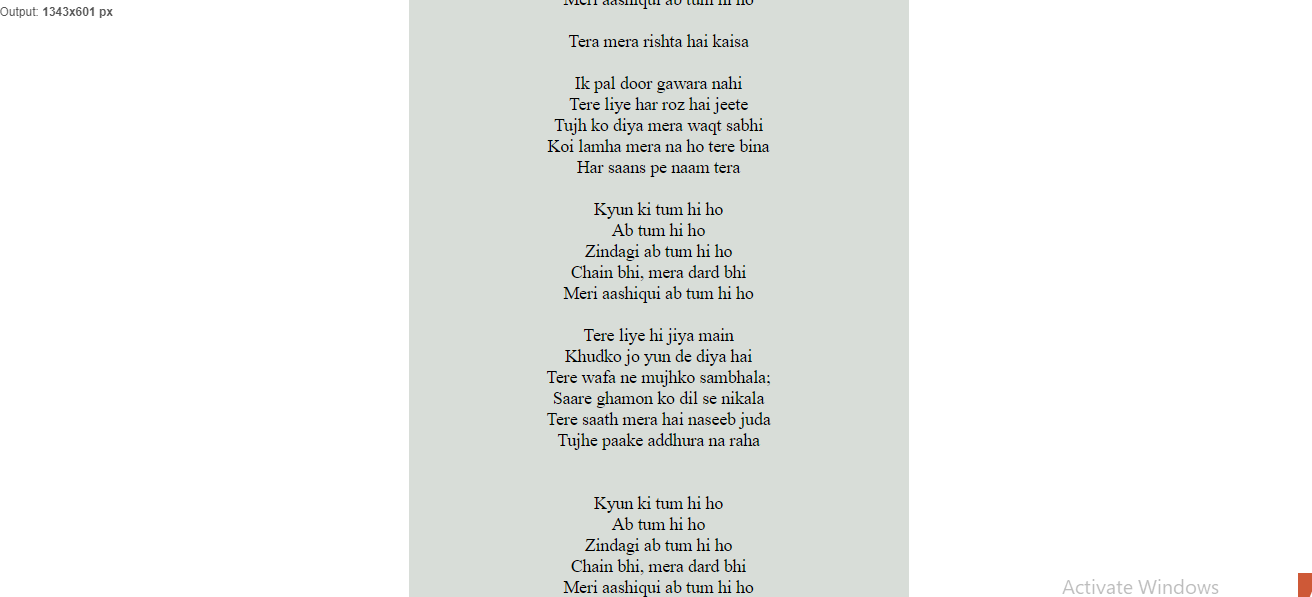 Output: 1343x601 px
Meri aashiqui ab tum hi ho
Tera mera rishta hai kaisa
Ik pal door gawara nahi
Tere liye har roz hai jeete
Tujh ko diya mera waqt sabhi
Koi lamha mera na ho tere bina
Har saans pe naam tera
Kyun ki tum hi ho
Ab tum hi ho
Zindagi ab tum hi ho
Chain bhi, mera dard bhi
Meri aashiqui ab tum hi ho
Tere liye hi jiya main
Khudko jo yun de diya hai
Tere wafa ne mujhko sambhala;
Saare ghamon ko dil se nikala
Tere saath mera hai naseeb juda
Tujhe paake addhura na raha
Kyun ki tum hi ho
Ab tum hi ho
Zindagi ab tum hi ho
Chain bhi, mera dard bhi
Meri aashiqui ab tum hi ho
Activate Windows